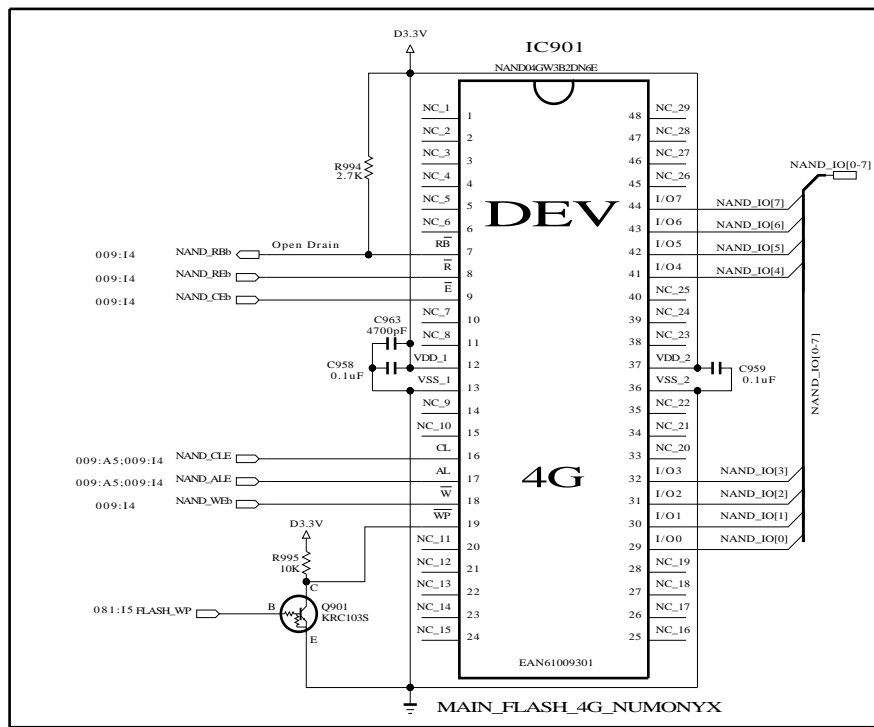 D3.3V
IC901
NAND04GW3B2DN6E
NC_1 1 48 NC_29
NC_2 2 47 NC_28
NAND_IO[0-7]
NC_3 3 46 NC_27
R994
2.7K
NC_4 4 45 NC_26
NC_5 5 44 I/O7 NAND_IO[7]
DEV
NC_6 6 43 I/O6 NAND_IO[6]
009:I4 NAND_RBb Open Drain RB 7 42 I/O5 NAND_IO[5]
009:I4 NAND_REb R 8 41 I/O4 NAND_IO[4]
009:I4 NAND_CEb E 9 40 NC_25
NC_7 10 39 NC_24
C963
4700pF
NC_8 11 38 NC_23
C958
0.1uF
VDD_1 12 37 VDD_2
C959
0.1uF
VSS_1 13 36 VSS_2
NAND_IO[0-7]
NC_9 14 35 NC_22
NC_10 15 34 NC_21
009:A5;009:I4 NAND_CLE CL 16 33 NC_20
009:A5;009:I4 NAND_ALE AL 17 32 I/O3 NAND_IO[3]
4G
009:I4 NAND_WEb W 18 31 I/O2 NAND_IO[2]
WP 19 30 I/O1 NAND_IO[1]
D3.3V
NC_11 20 29 I/O0 NAND_IO[0]
R995
10K
NC_12 21 28 NC_19
C
NC_13 22 27 NC_18
081:I5 FLASH_WP B
Q901
KRC103S
NC_14 23 26 NC_17
E
NC_15 24 25 NC_16
EAN61009301
MAIN_FLASH_4G_NUMONYX